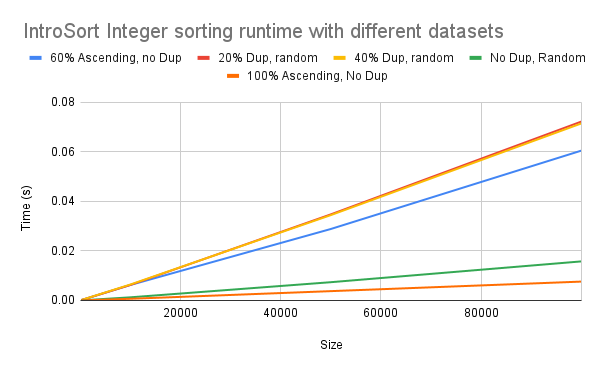 IntroSort Integer sorting runtime with different datasets
60% Ascending, no Dup 20% Dup, random 40% Dup, random No Dup, Random
100% Ascending, No Dup
0.08
0.06
0.04
0.02
0.00
Time (s)
20000 40000 60000 80000
Size